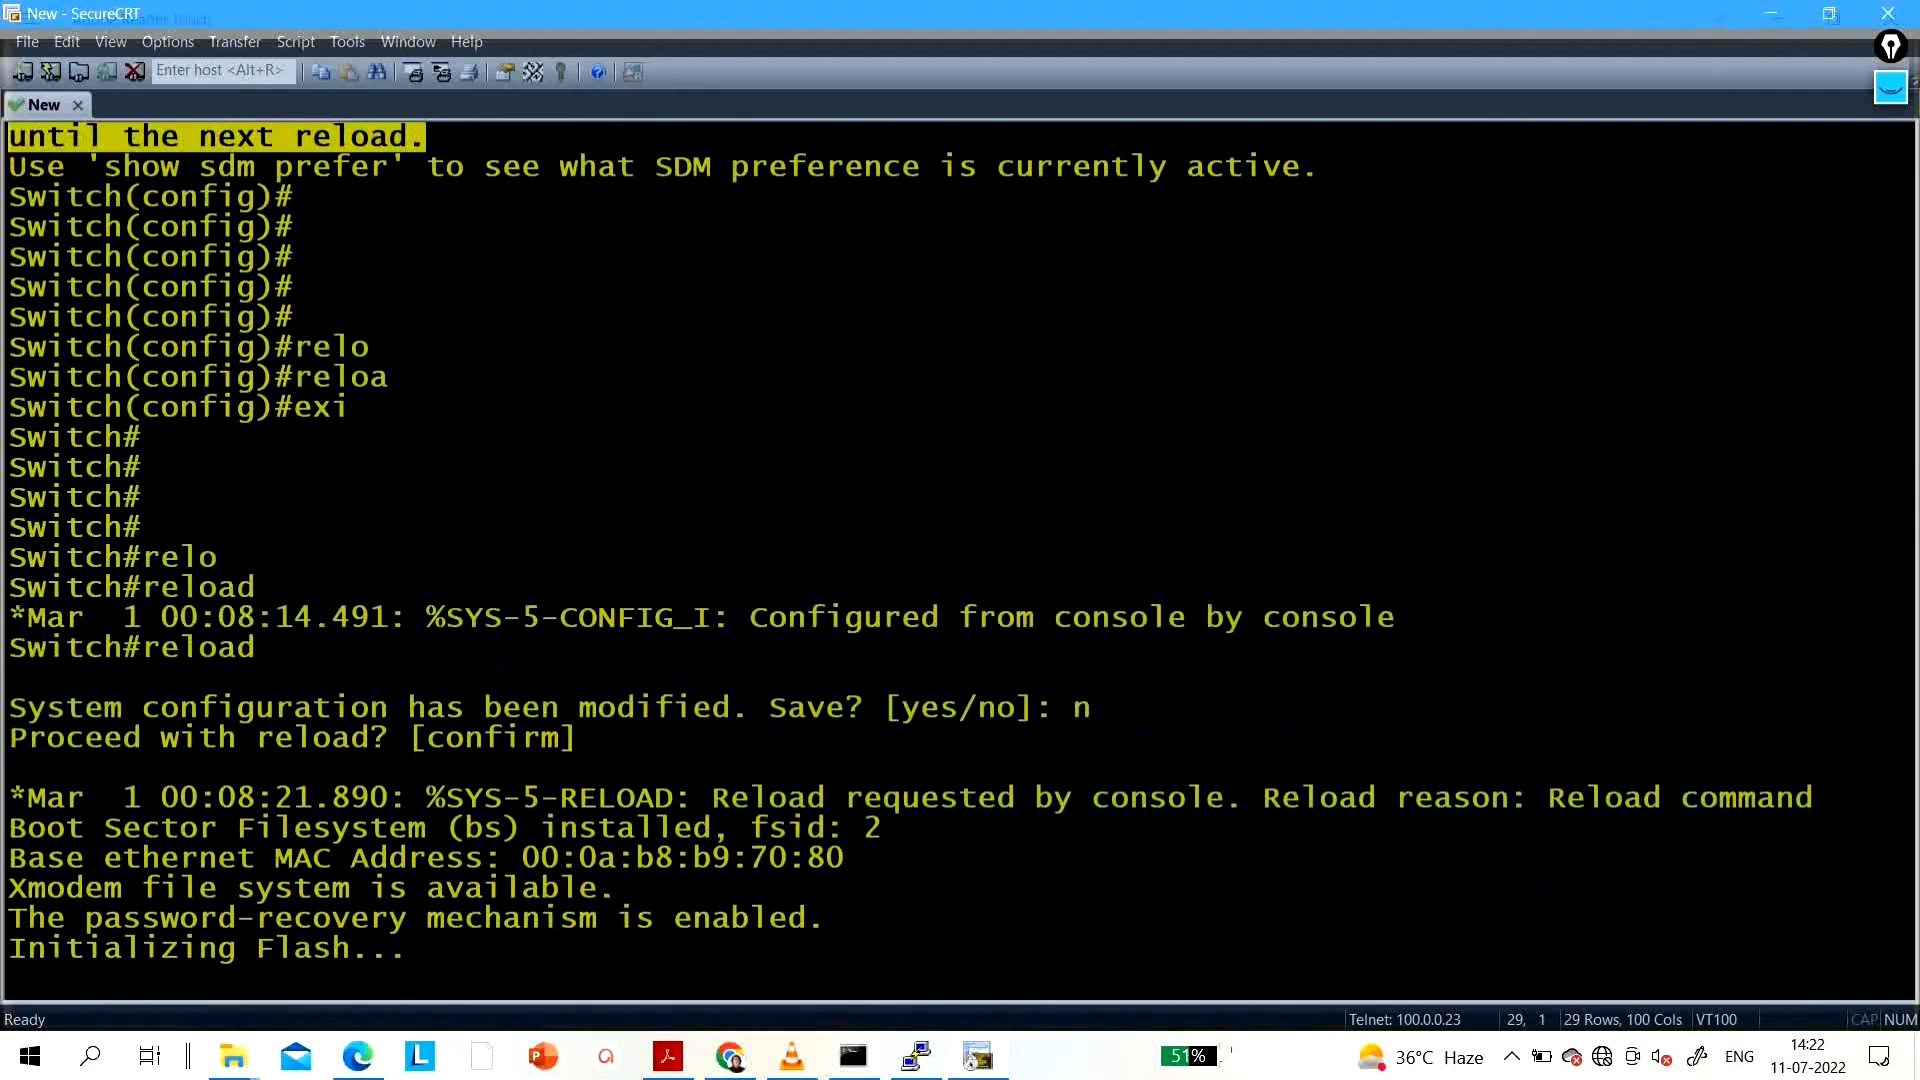 New - SecureCRT
File Edit View Options Transfer Script Tools Window Help
Enter host <Alt+R>
New
until the next reload.
Use 'show sdm prefer' to see what SDM preference is currently active.
Switch(config)#
Switch(config)#
Switch(config)#
Switch(config)#
Switch(config)#
Switch(config)#relo
Switch(config)#reloa
Switch(config)#exi
Switch#
Switch#
Switch#
Switch#
Switch#relo
Switch#reload
*Mar  1 00:08:14.491: %SYS-5-CONFIG_I: Configured from console by console
Switch#reload
System configuration has been modified. Save? [yes/no]: n
Proceed with reload? [confirm]
*Mar  1 00:08:21.890: %SYS-5-RELOAD: Reload requested by console. Reload reason: Reload command
Boot Sector Filesystem (bs) installed, fsid: 2
Base ethernet MAC Address: 00:0a:b8:b9:70:80
Xmodem file system is available.
The password-recovery mechanism is enabled.
Initializing Flash...
Ready Telnet: 100.0.0.23 29, 1 29 Rows, 100 Cols VT100 CAP NUM
51% 36°C Haze ENG 14:22
11-07-2022